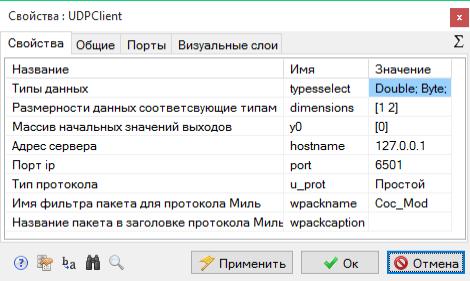 Свойства : UDPClient
x
Свойства Общие Порты Визуальные слои Σ
Название Имя Значение
Типы данных typesselect Double; Byte;
Размерности данных соответсвующие типам dimensions [1 2]
Массив начальных значений выходов y0 [0]
Адрес сервера hostname 127.0.0.1
Порт ip port 6501
Тип протокола u_prot Простой
Имя фильтра пакета для протокола Миль wpackname Coc_Mod
Название пакета в заголовке протокола Миль wpackcaption
? b a Применить Ок Отмена